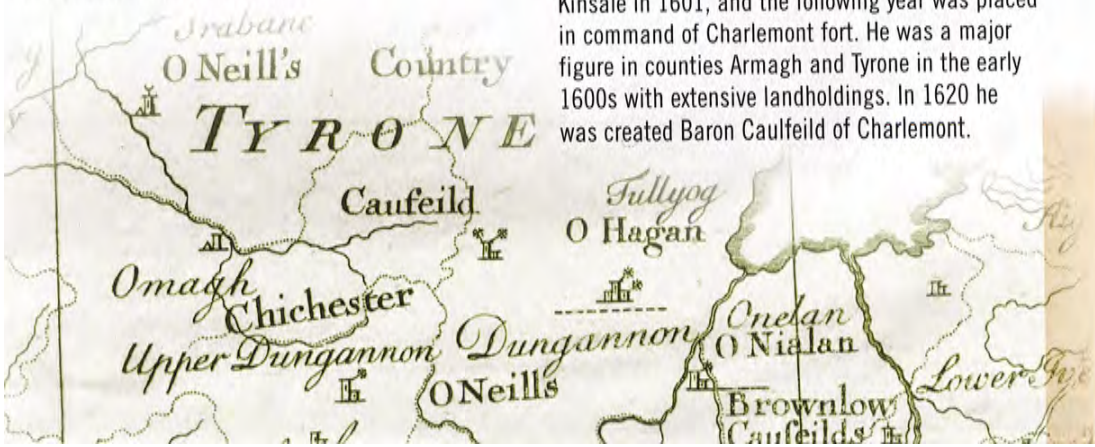 Kinsale in 1601, and the following year was placed
in command of Charlemont fort. He was a major
figure in counties Armagh and Tyrone in the early
1600s with extensive landholdings. In 1620 he
was created Baron Caulfeild of Charlemont.
Srabane
O Neill's Country
TYRONE
Caufeild
Tullyog
O Hagan
Omagh
Chichester
Upper Dungannon
Dungannon
O Neills
Onelan
O Nialan
Lower
Brownlow
Caufeilds